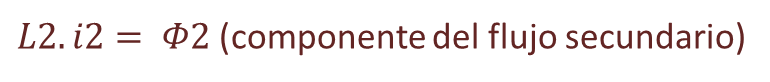 L2. i2 = Φ2 (componente del flujo secundario)